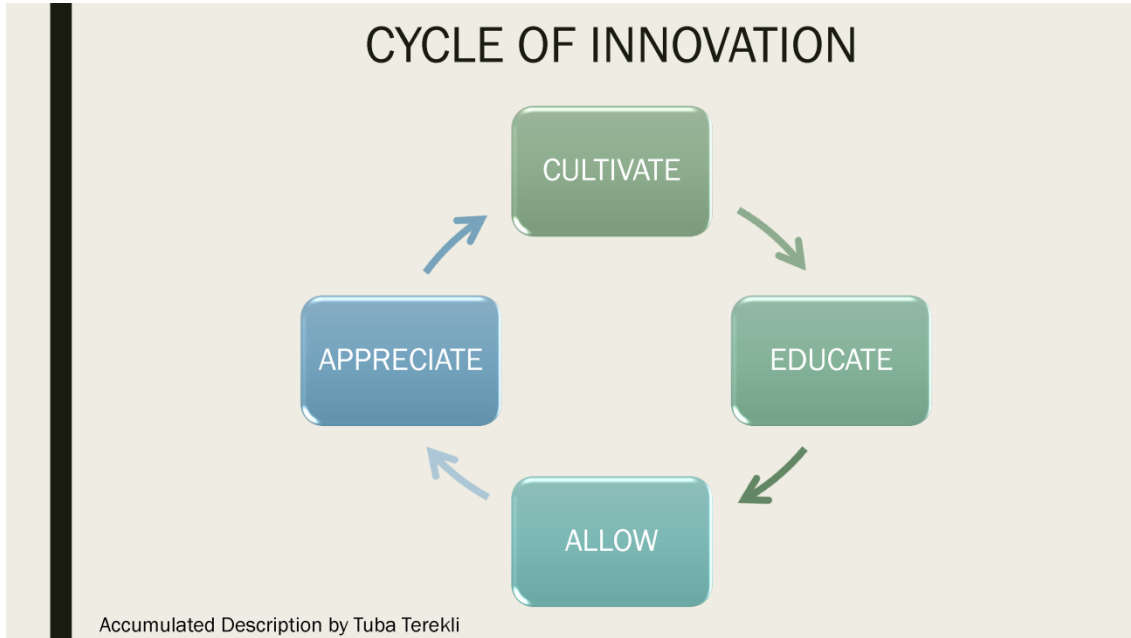 CYCLE OF INNOVATION
CULTIVATE
EDUCATE
ALLOW
APPRECIATE
Accumulated Description by Tuba Terekli